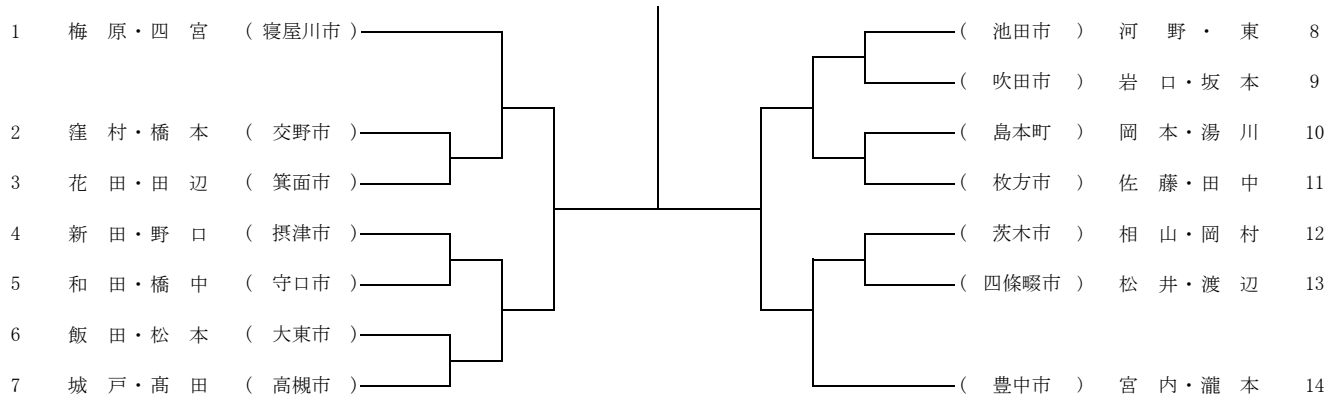 1 梅 原・四 宮 ( 寝屋川市 )
2 窪 村・橋 本 ( 交野市 )
3 花 田・田 辺 ( 箕面市 )
4 新 田・野 口 ( 摂津市 )
5 和 田・橋 中 ( 守口市 )
6 飯 田・松 本 ( 大東市 )
7 城 戸・髙 田 ( 高槻市 )
( 池田市 ) 河 野・ 東 8
( 吹田市 ) 岩 口・坂 本 9
( 島本町 ) 岡 本・湯 川 10
( 枚方市 ) 佐 藤・田 中 11
( 茨木市 ) 相 山・岡 村 12
( 四條畷市 ) 松 井・渡 辺 13
( 豊中市 ) 宮 内・瀧 本 14